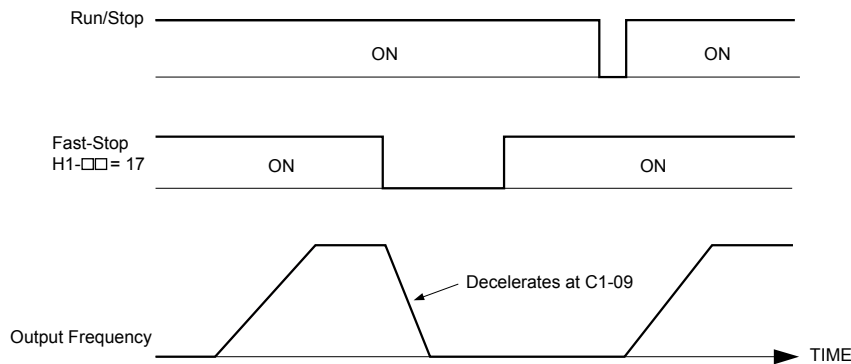 Run/Stop
ON
ON
Fast-Stop
H1-□□= 17
ON
ON
Decelerates at C1-09
Output Frequency
TIME